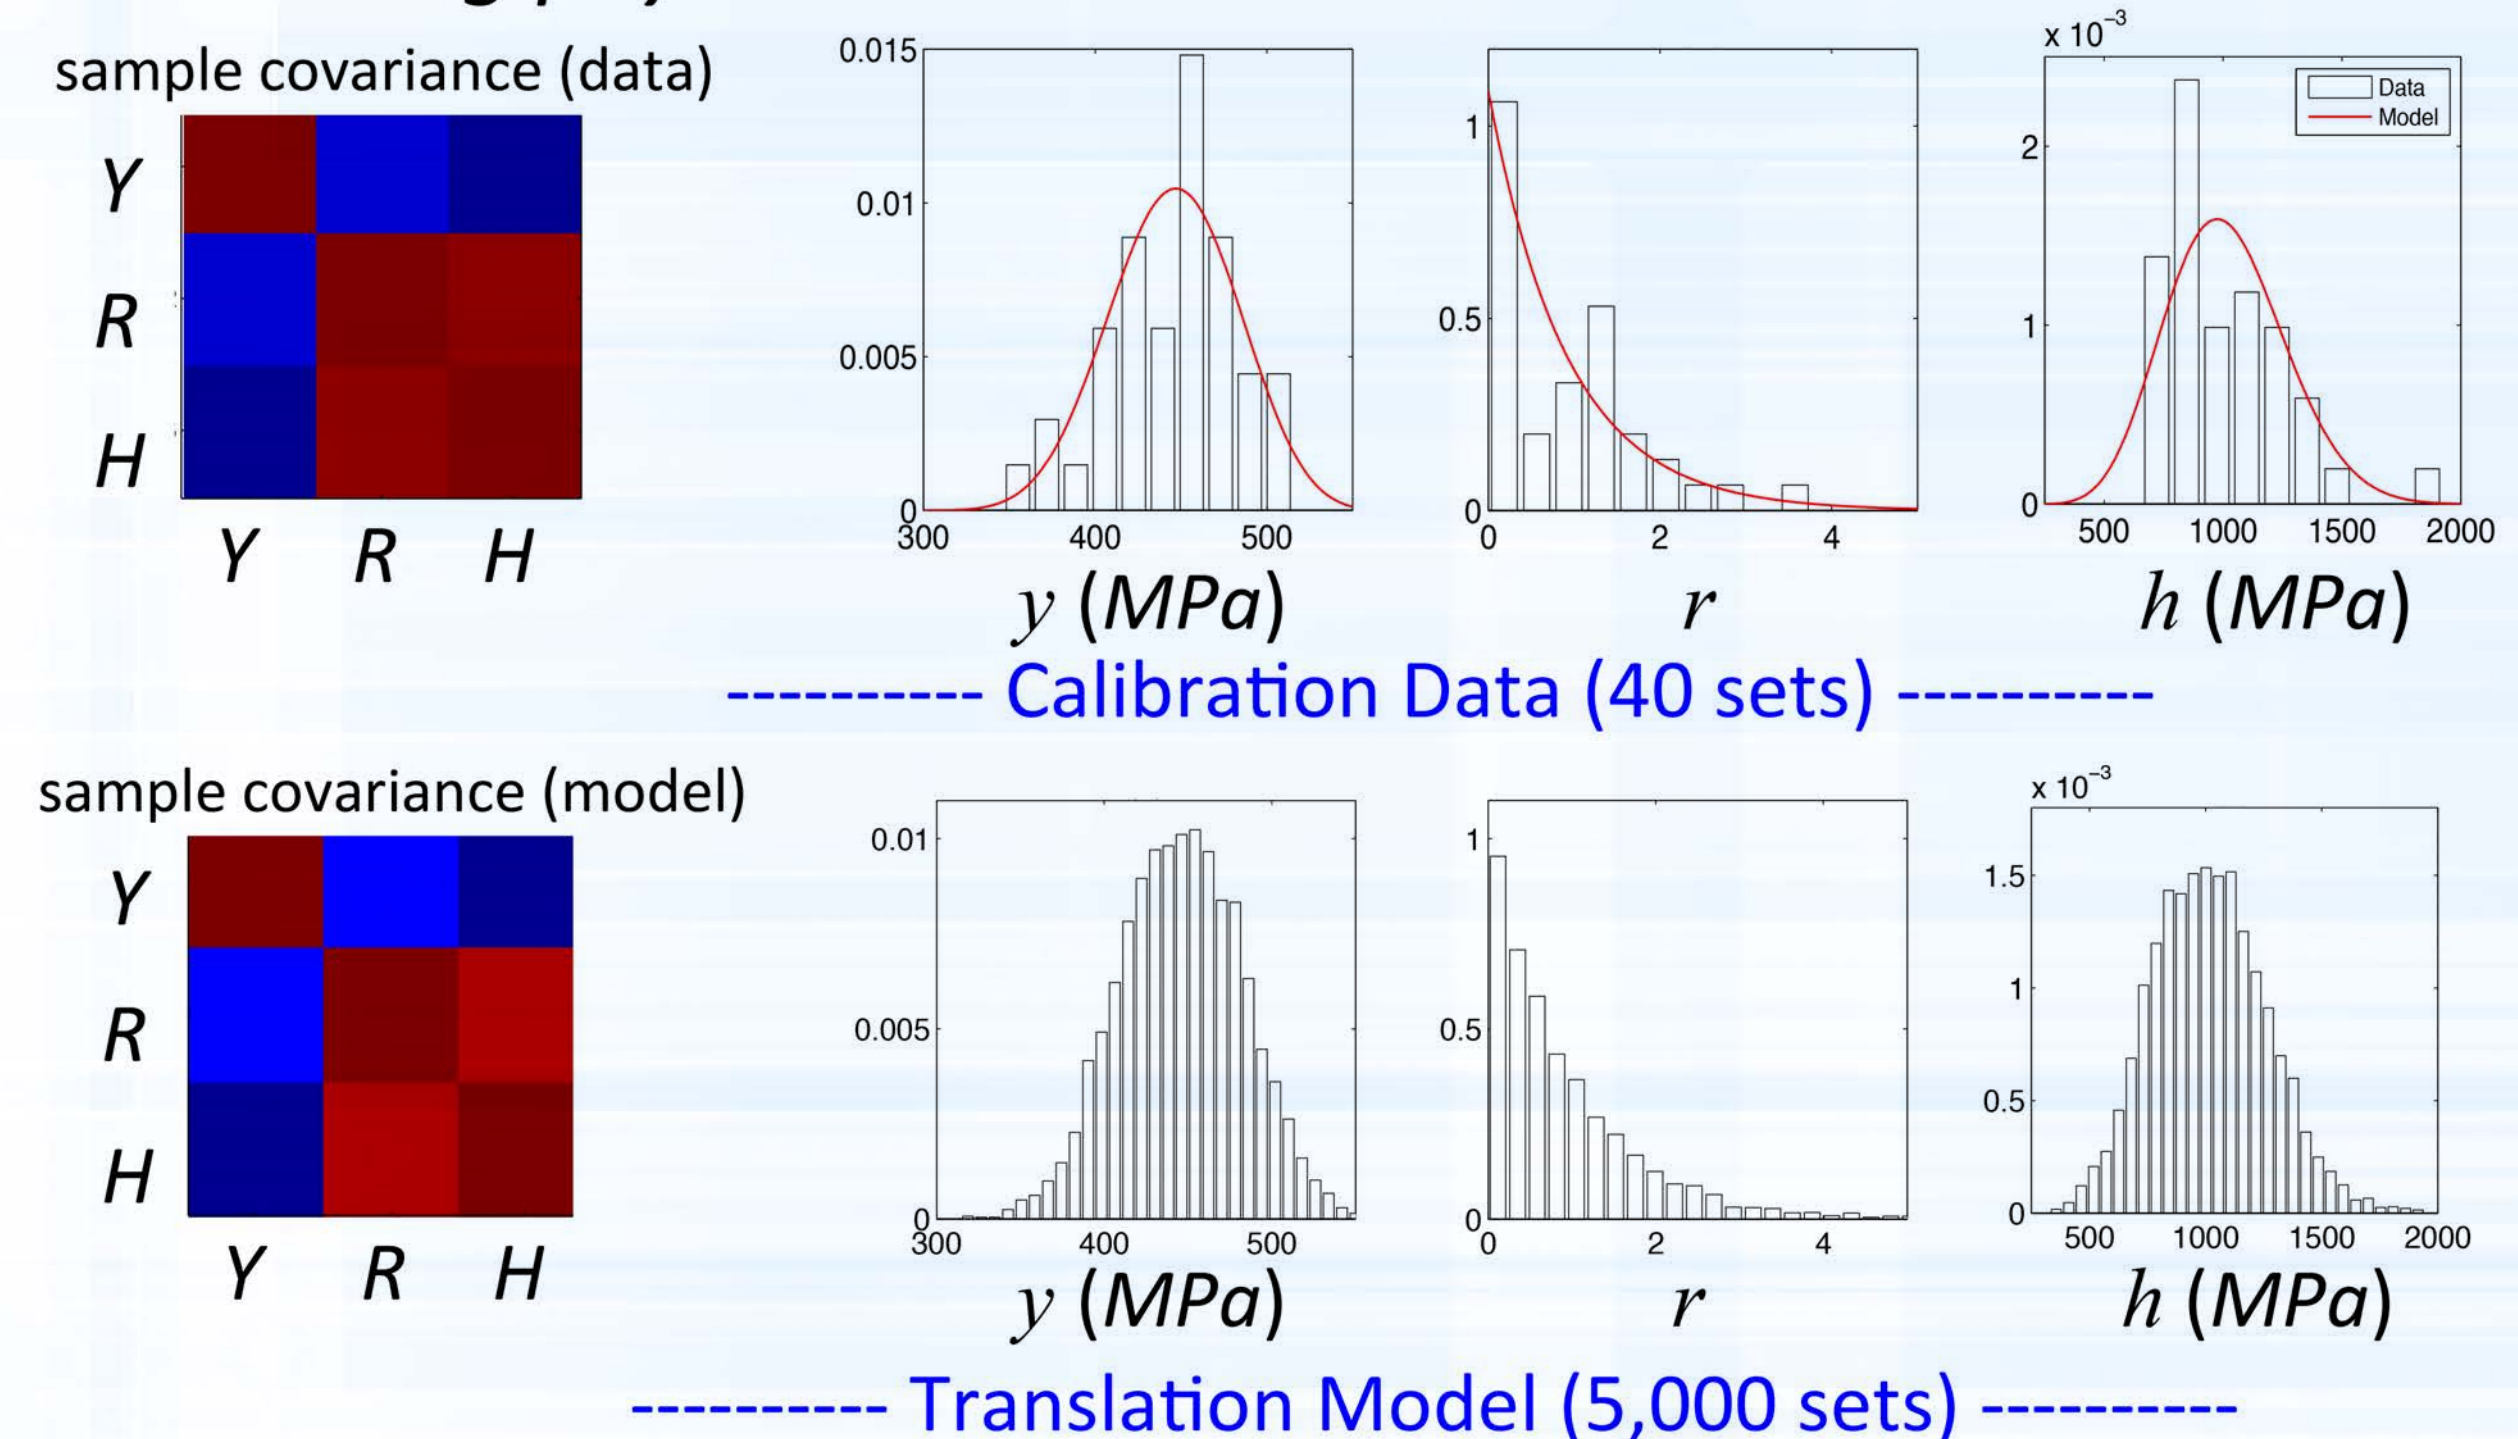 sample covariance (data)
Y
R
H
Y R H
0.015
0.01
0.005
0
300 400 500
y (MPa)
1
0.5
0
0 2 4
r
x 10⁻³
Data
Model
2
1
0
500 1000 1500 2000
h (MPa)
---------- Calibration Data (40 sets) ----------
sample covariance (model)
Y
R
H
Y R H
0.01
0.005
0
300 400 500
y (MPa)
1
0.5
0
0 2 4
r
x 10⁻³
1.5
1
0.5
0
500 1000 1500 2000
h (MPa)
---------- Translation Model (5,000 sets) ----------